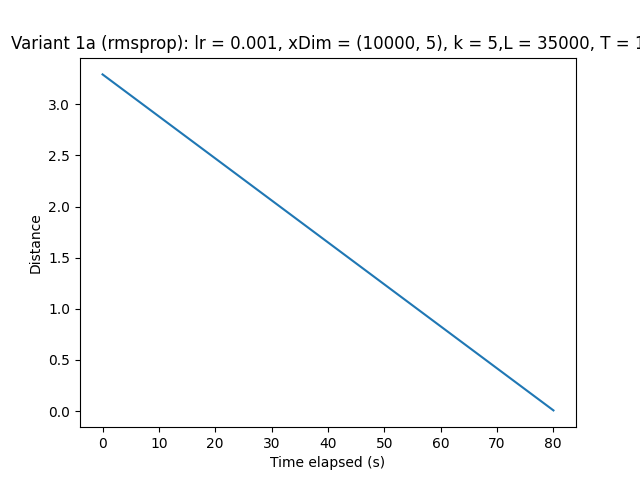 Variant 1a (rmsprop): lr = 0.001, xDim = (10000, 5), k = 5,L = 35000, T = 1
3.0
2.5
2.0
1.5
1.0
0.5
0.0
Distance
0 10 20 30 40 50 60 70 80
Time elapsed (s)